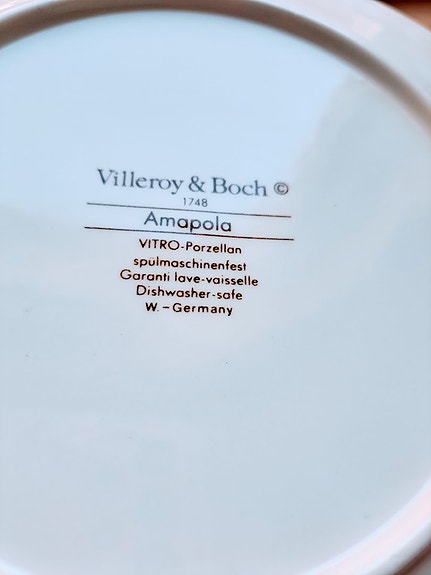 Villeroy & Boch ©
1748
Amapola
VITRO-Porzellan
spülmaschinenfest
Garanti lave-vaisselle
Dishwasher-safe
W.-Germany